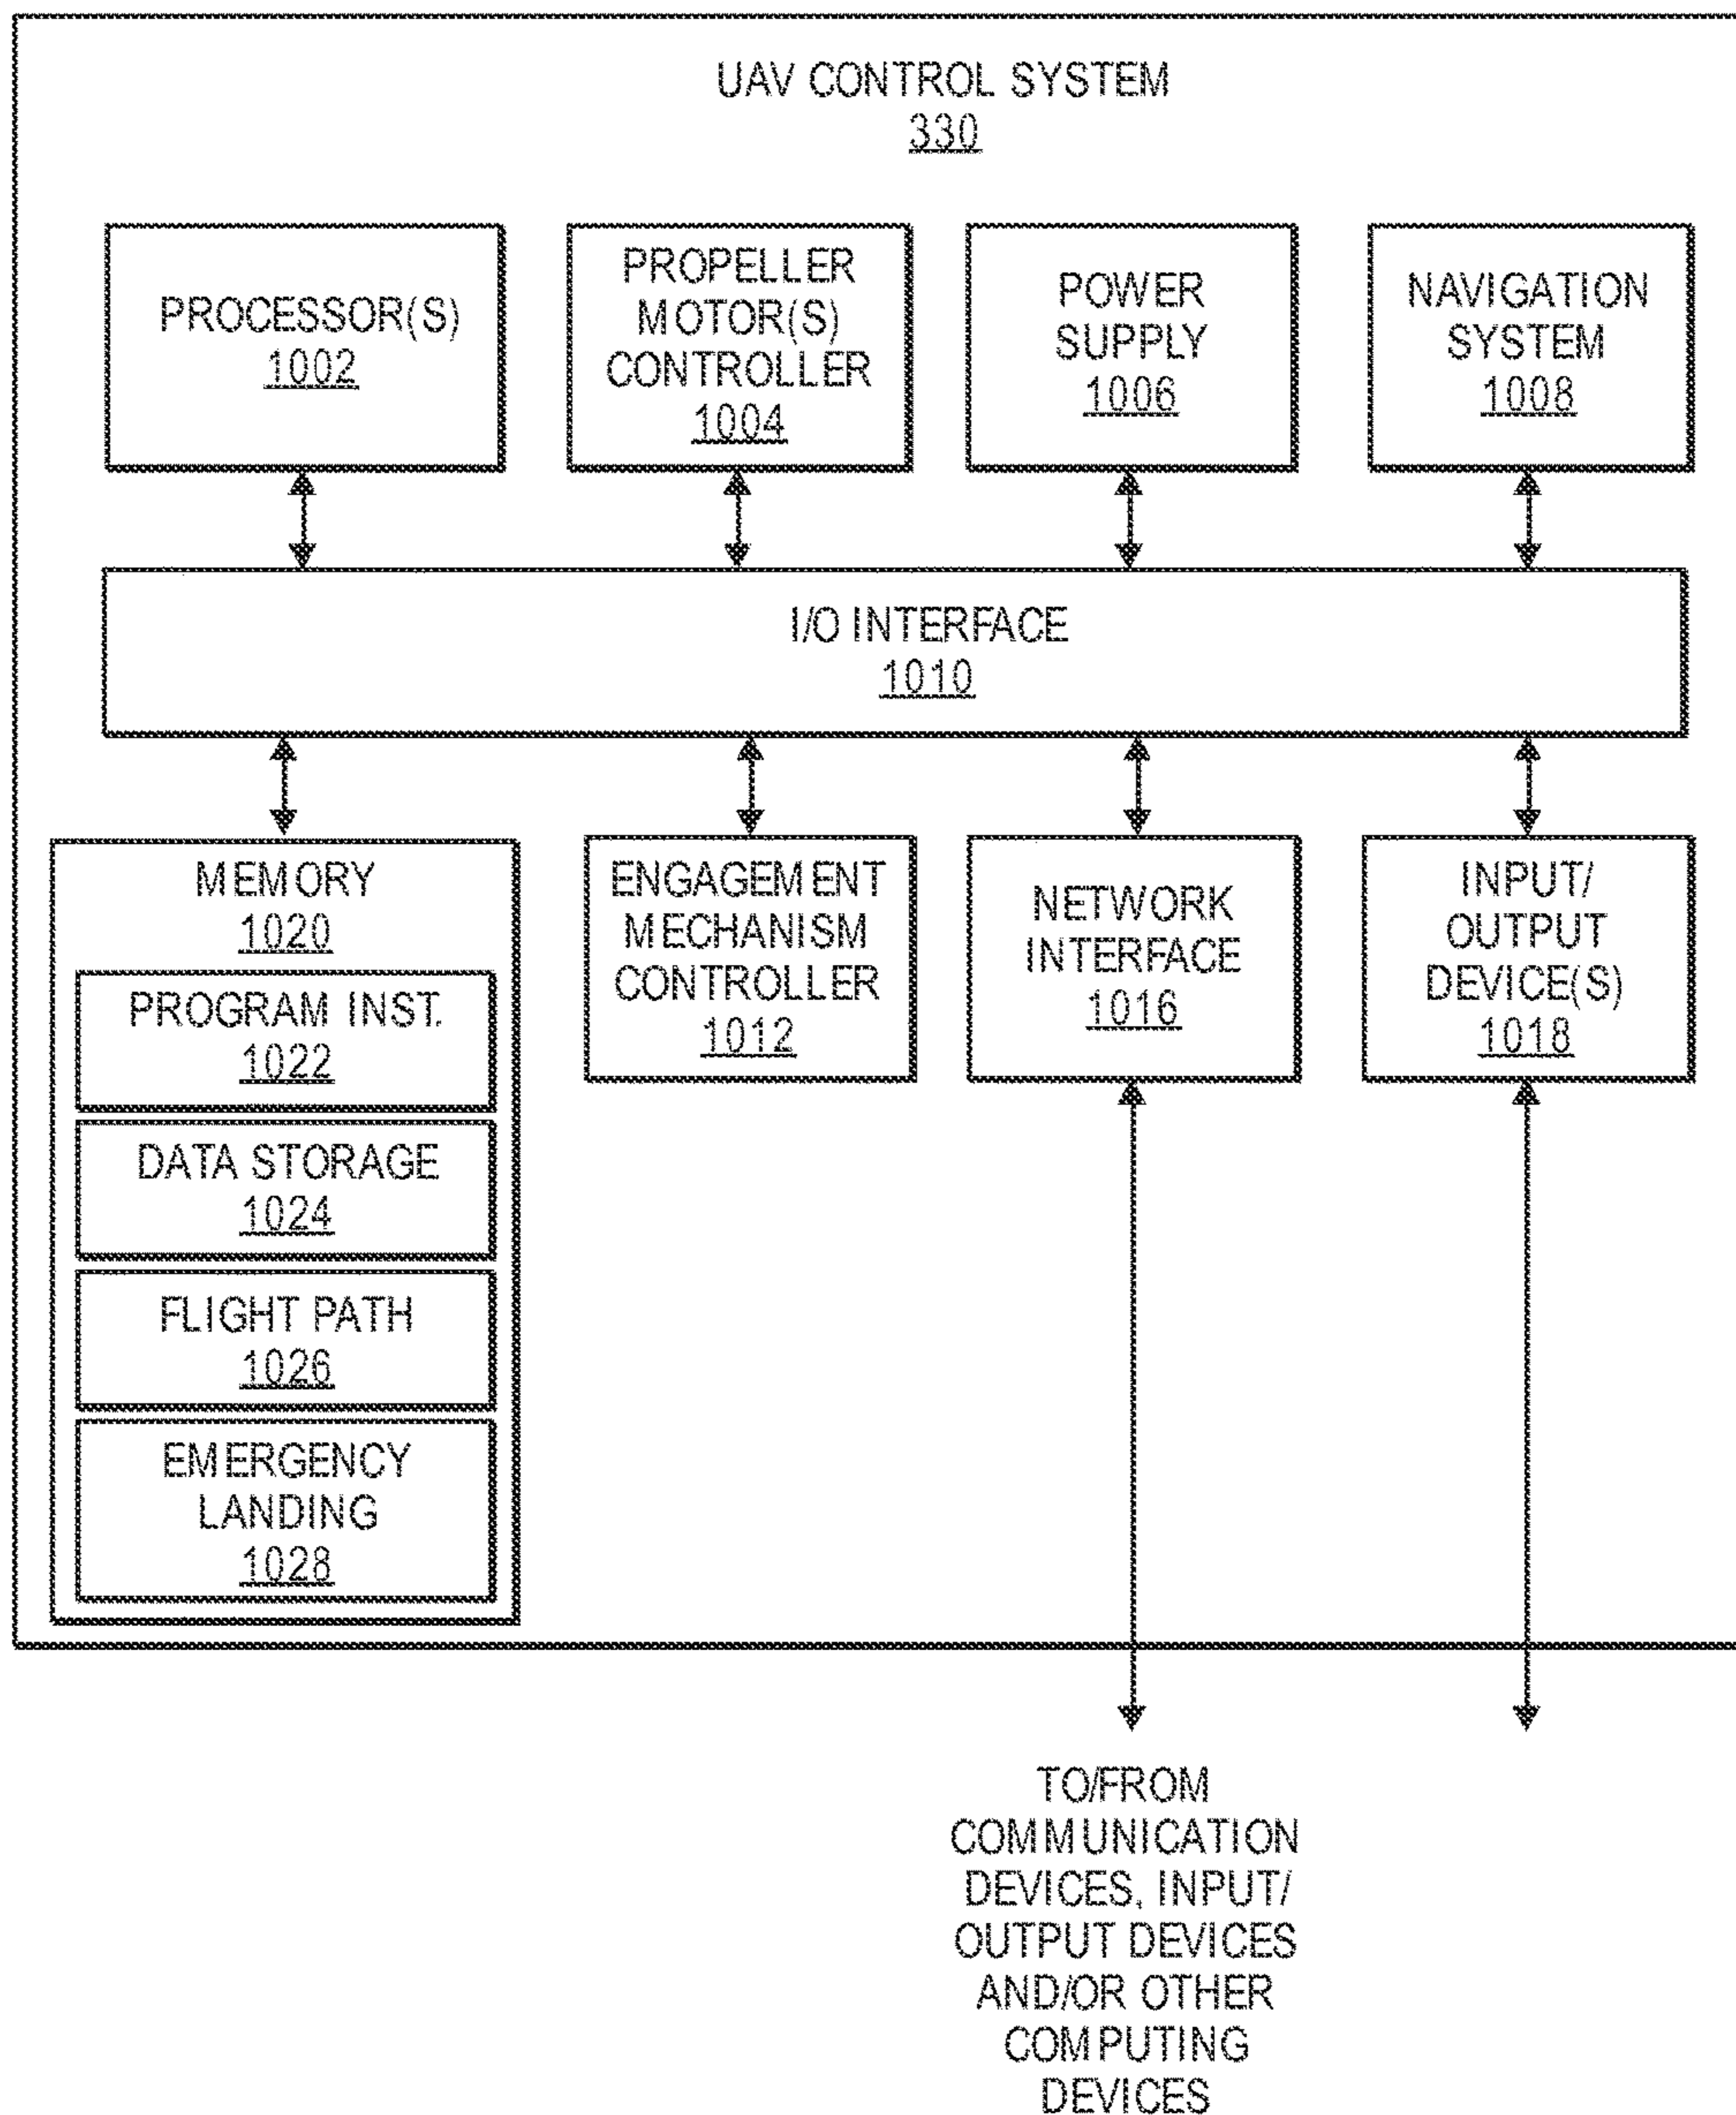 UAV CONTROL SYSTEM
330
PROCESSOR(S)
1002
PROPELLER
MOTOR(S)
CONTROLLER
1004
POWER
SUPPLY
1006
NAVIGATION
SYSTEM
1008
I/O INTERFACE
1010
MEMORY
1020
PROGRAM INST.
1022
DATA STORAGE
1024
FLIGHT PATH
1026
EMERGENCY
LANDING
1028
ENGAGEMENT
MECHANISM
CONTROLLER
1012
NETWORK
INTERFACE
1016
INPUT/
OUTPUT
DEVICE(S)
1018
TO/FROM
COMMUNICATION
DEVICES, INPUT/
OUTPUT DEVICES
AND/OR OTHER
COMPUTING
DEVICES